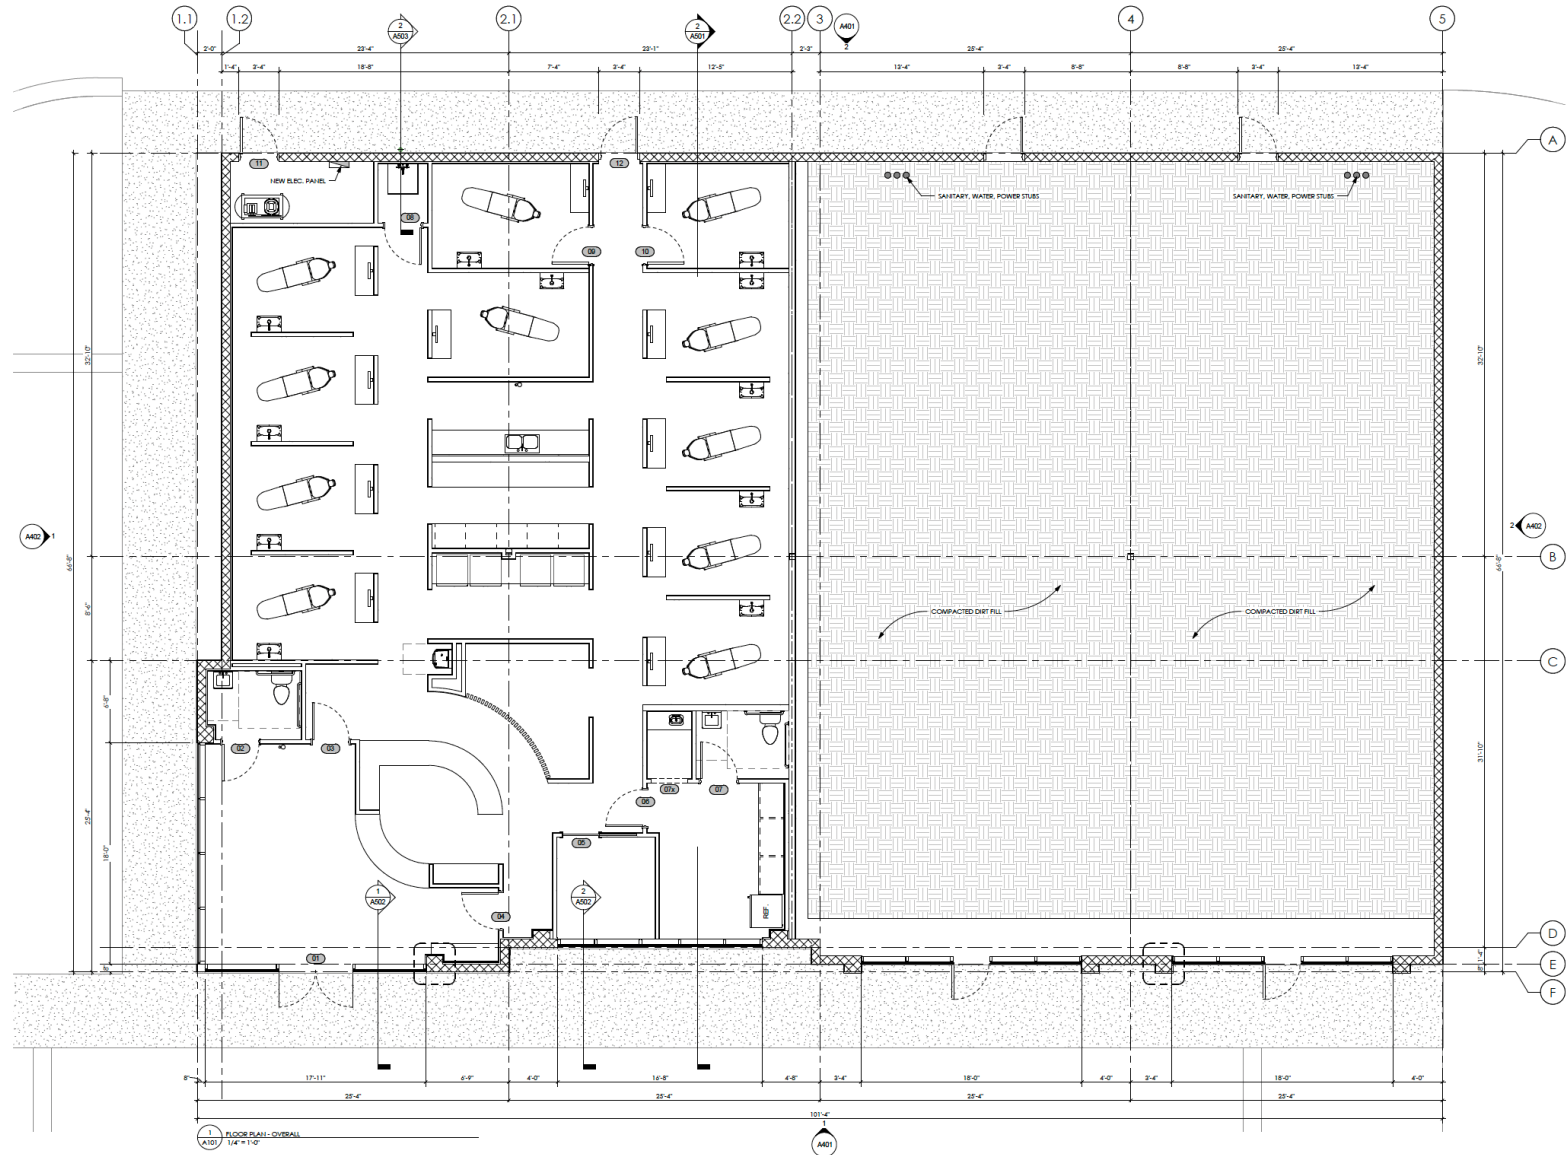 1.1 1.2 2.1 2.2 3 4 5
2 A503
2 A501
A401 2
2'-0" 23'-4" 23'-1" 2'-3" 25'-4" 25'-4"
1'-4" 3'-4" 18'-8" 7'-4" 3'-4" 12'-5" 13'-4" 3'-4" 8'-8" 8'-8" 3'-4" 13'-4"
A
11 12
NEW ELEC. PANEL
SANITARY, WATER, POWER STUBS
SANITARY, WATER, POWER STUBS
08
09 10
32'-10"
32'-10"
A402 1
2 A402
66'-8"
66'-8"
B
8'-6"
COMPACTED DIRT FILL
COMPACTED DIRT FILL
C
6'-8"
02 03
31'-10"
07x 07
06
25'-4"
18'-0"
05
1 A502
2 A502
REF.
04
D
01
8"
1'-4"
8"
E
F
8" 17'-11" 6'-9" 4'-0" 16'-8" 4'-8" 3'-4" 18'-0" 4'-0" 3'-4" 18'-0" 4'-0"
25'-4" 25'-4" 25'-4" 25'-4"
101'-4"
1 A401
1 A101
FLOOR PLAN - OVERALL
1/4" = 1'-0"